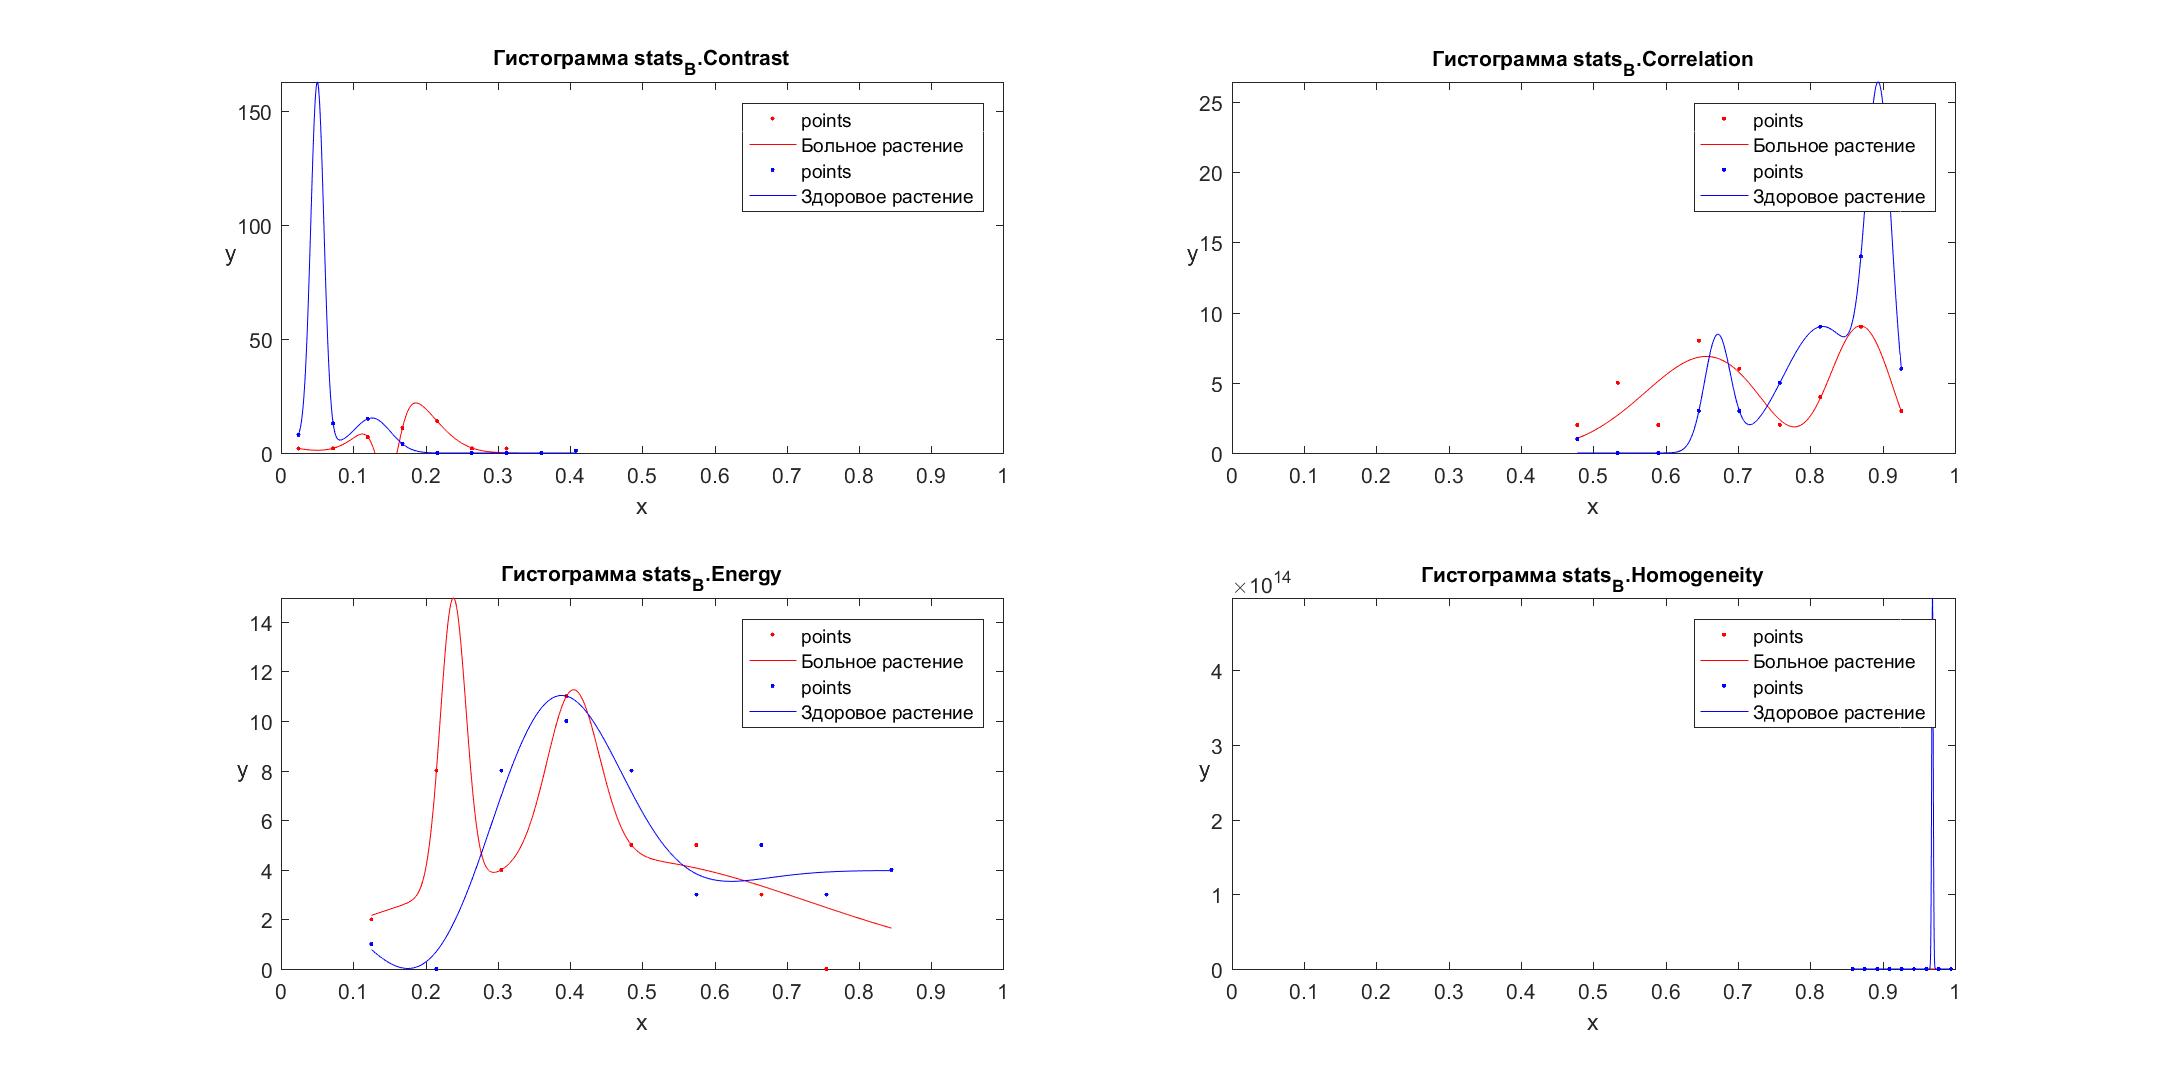 Гистограмма stats_B.Contrast
150
100
50
0
y
0 0.1 0.2 0.3 0.4 0.5 0.6 0.7 0.8 0.9 1
x
points
Больное растение
points
Здоровое растение
Гистограмма stats_B.Correlation
25
20
15
10
5
0
y
0 0.1 0.2 0.3 0.4 0.5 0.6 0.7 0.8 0.9 1
x
points
Больное растение
points
Здоровое растение
Гистограмма stats_B.Energy
14
12
10
8
6
4
2
0
y
0 0.1 0.2 0.3 0.4 0.5 0.6 0.7 0.8 0.9 1
x
points
Больное растение
points
Здоровое растение
Гистограмма stats_B.Homogeneity
×10^14
4
3
2
1
0
y
0 0.1 0.2 0.3 0.4 0.5 0.6 0.7 0.8 0.9 1
x
points
Больное растение
points
Здоровое растение